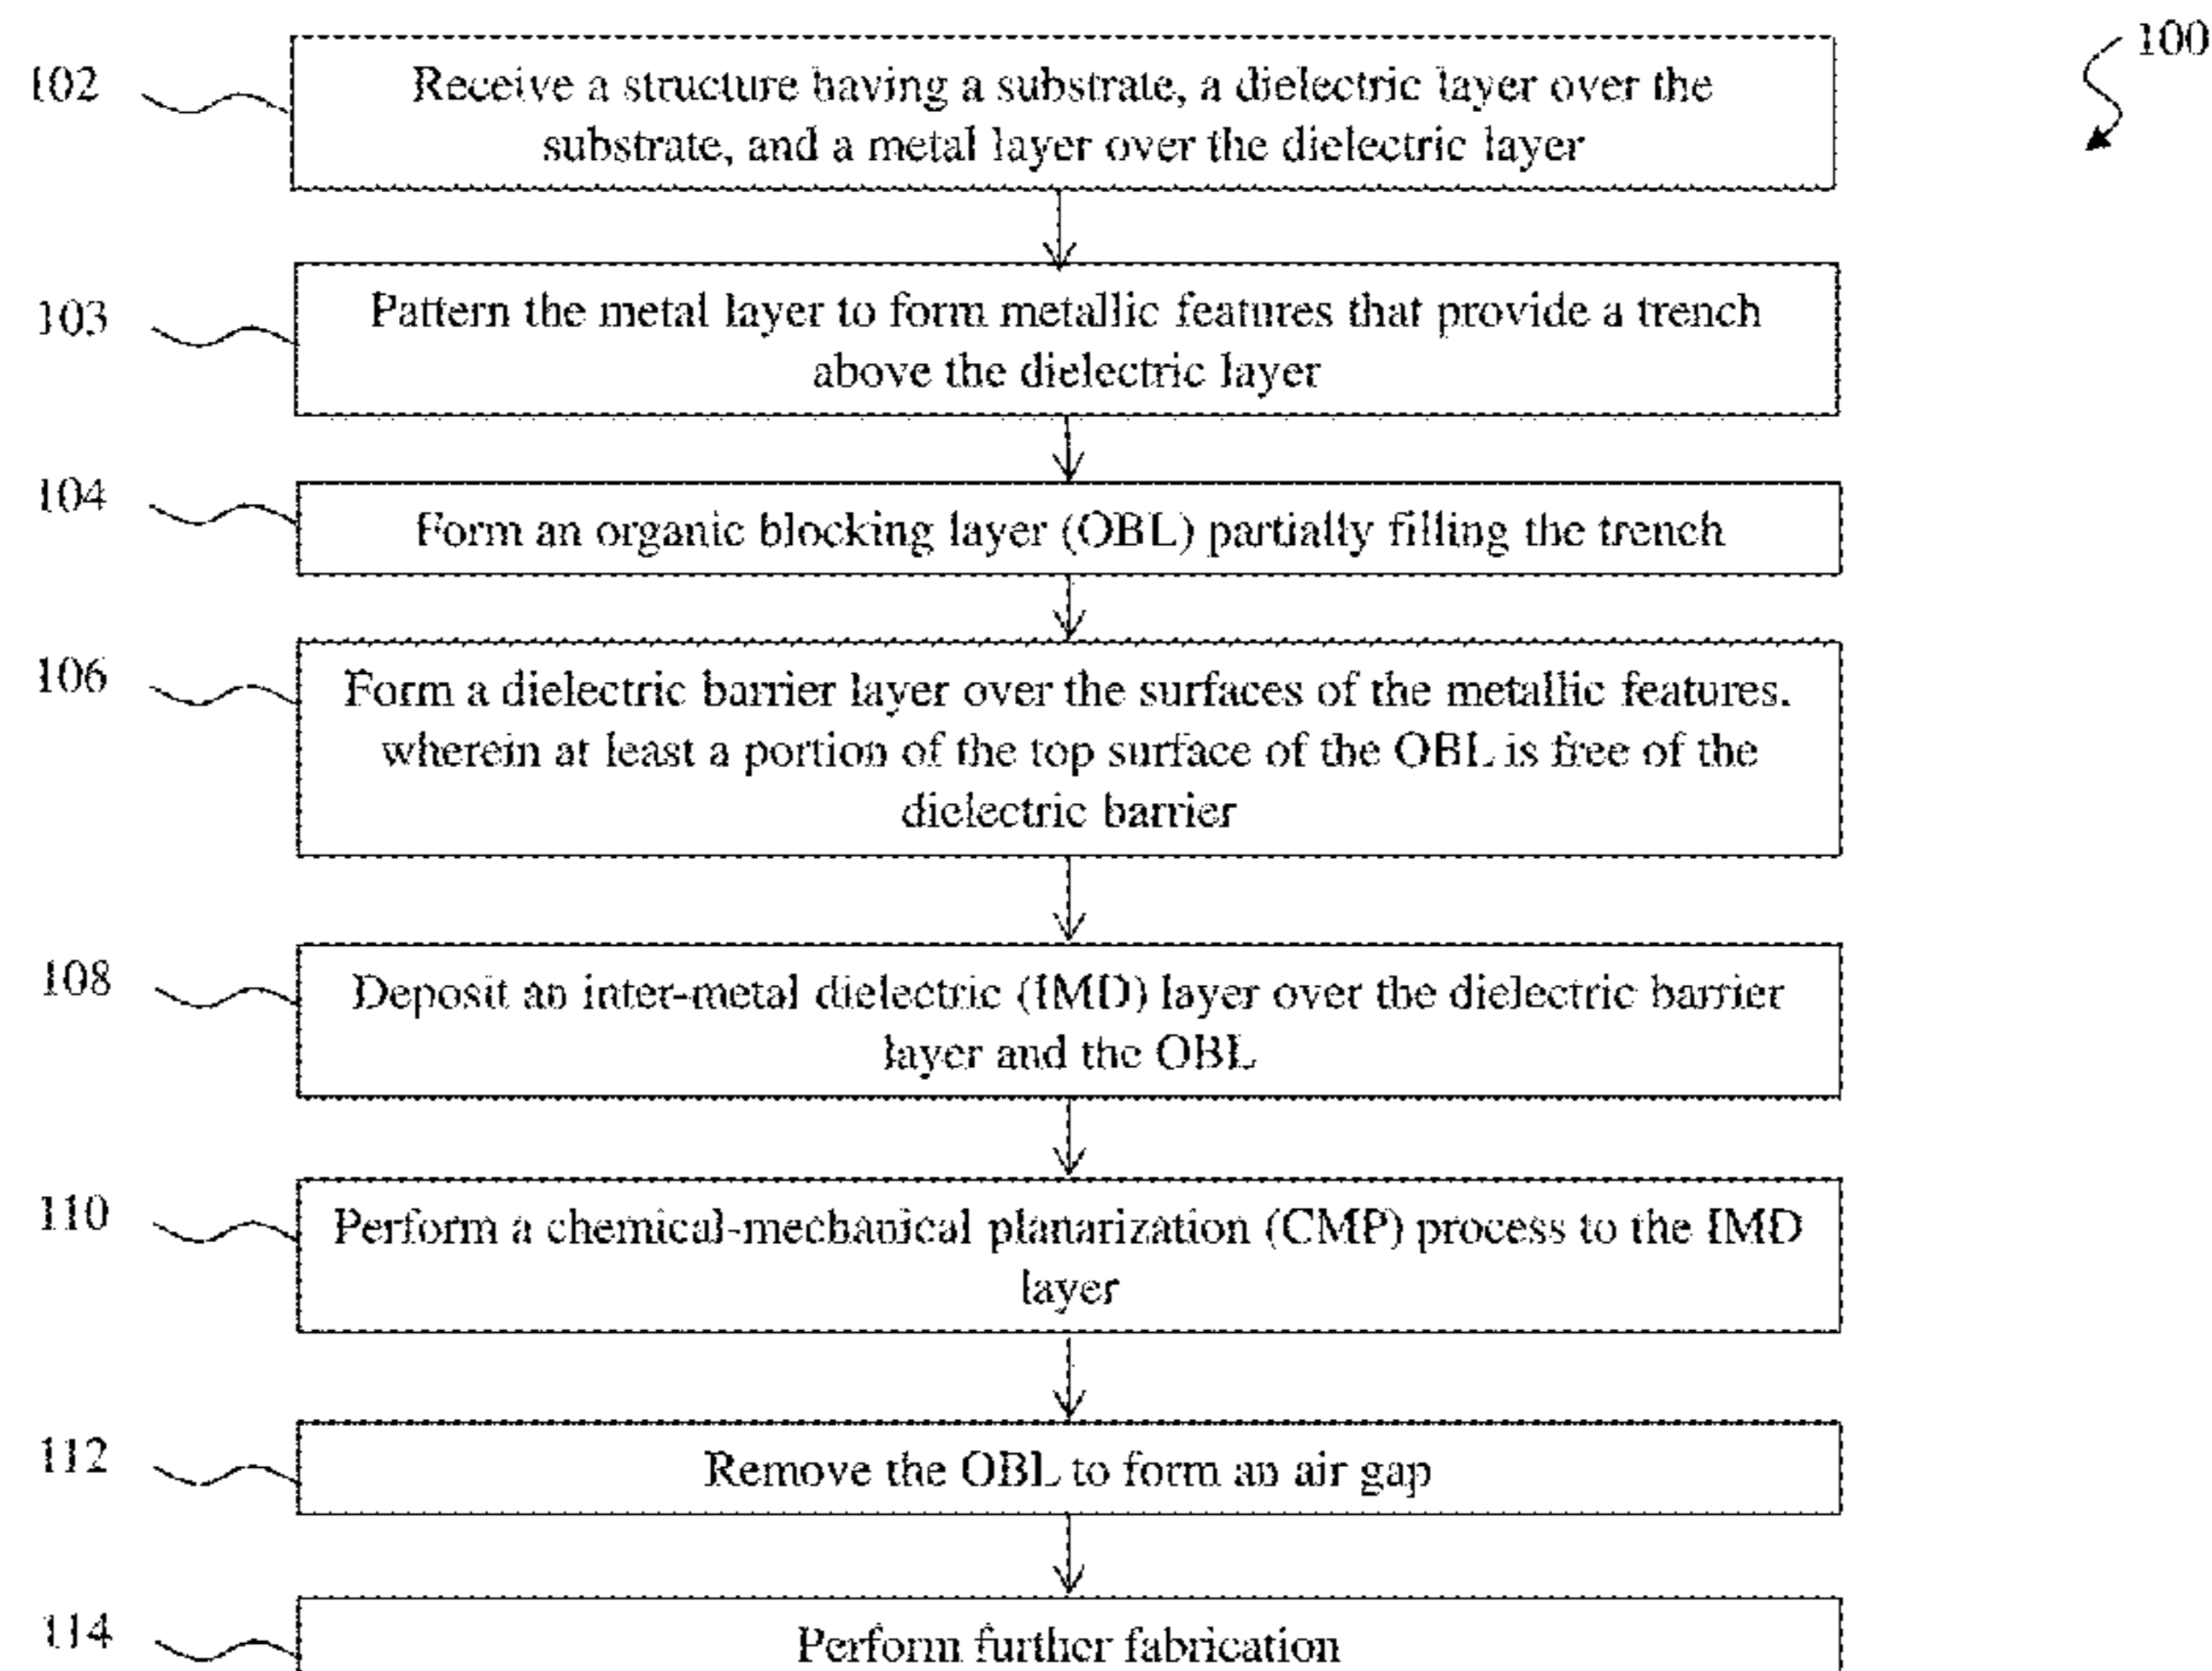 100
102
Receive a structure having a substrate, a dielectric layer over the
substrate, and a metal layer over the dielectric layer
103
Pattern the metal layer to form metallic features that provide a trench
above the dielectric layer
104
Form an organic blocking layer (OBL) partially filling the trench
106
Form a dielectric barrier layer over the surfaces of the metallic features.
wherein at least a portion of the top surface of the OBL is free of the
dielectric barrier
108
Deposit an inter-metal dielectric (IMD) layer over the dielectric barrier
layer and the OBL
110
Perform a chemical-mechanical planarization (CMP) process to the IMD
layer
112
Remove the OBL to form an air gap
114
Perform further fabrication